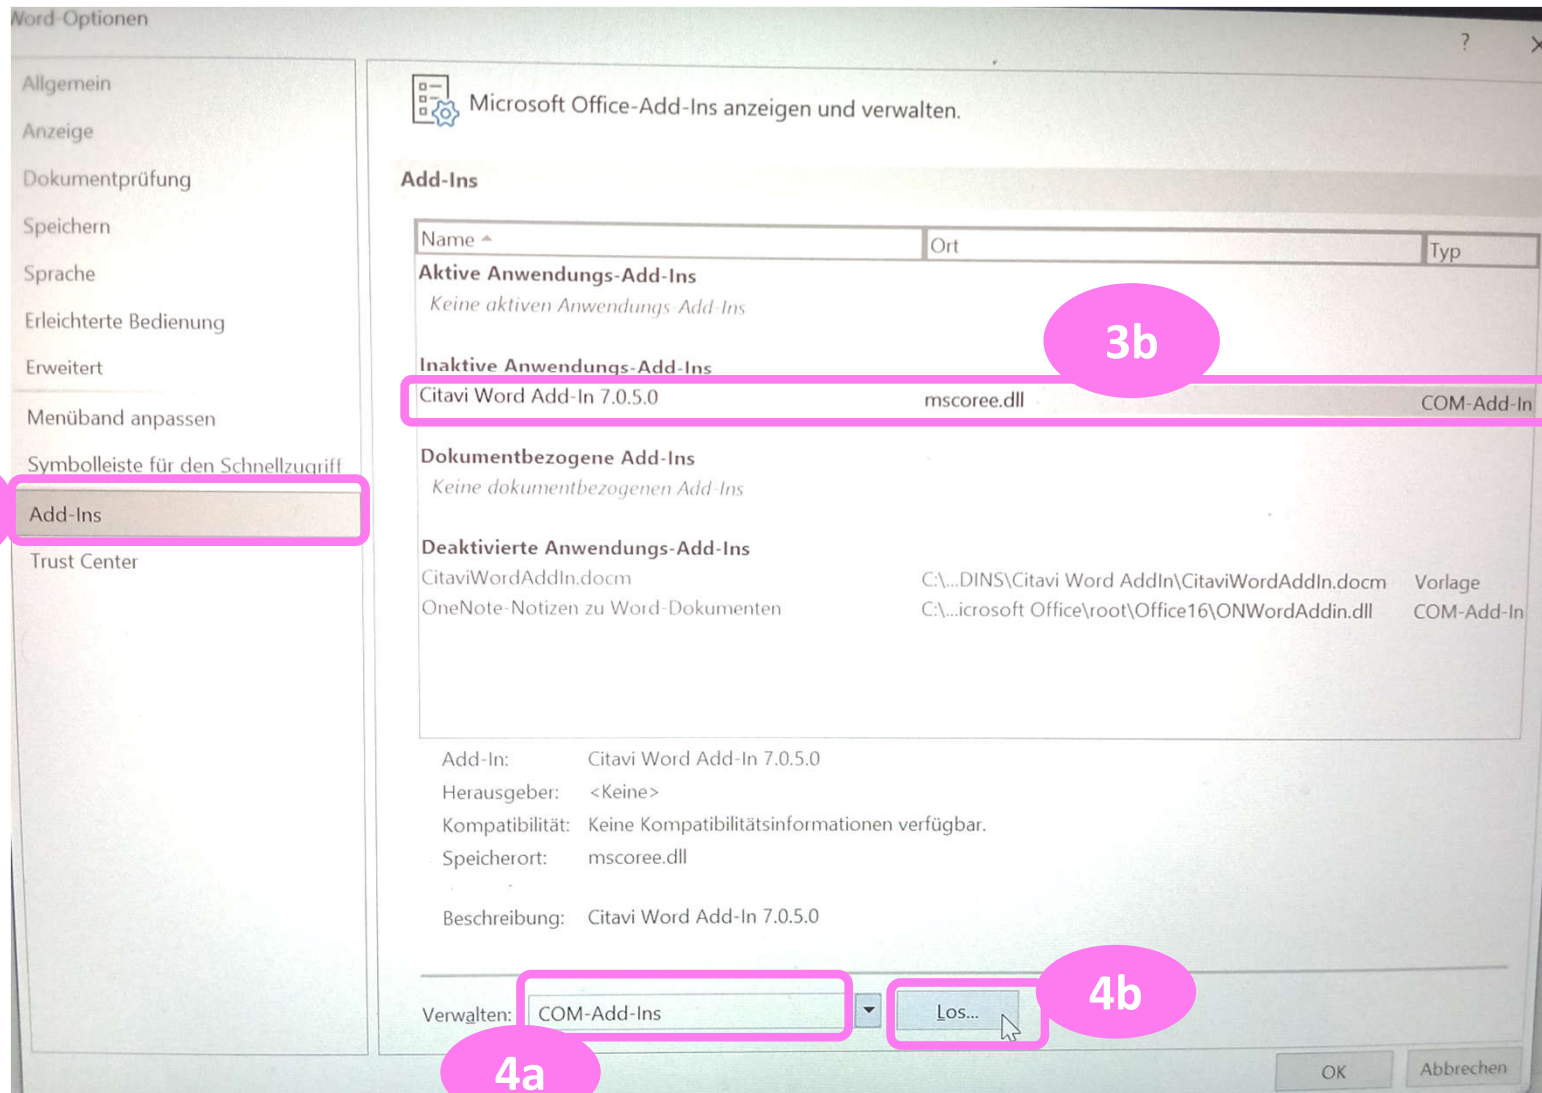 Word-Optionen
?
Allgemein
Anzeige
Dokumentprüfung
Speichern
Sprache
Erleichterte Bedienung
Erweitert
Menüband anpassen
Symbolleiste für den Schnellzugriff
Add-Ins
Trust Center
Microsoft Office-Add-Ins anzeigen und verwalten.
Add-Ins
Name Ort Typ
Aktive Anwendungs-Add-Ins
Keine aktiven Anwendungs-Add-Ins
3b
Inaktive Anwendungs-Add-Ins
Citavi Word Add-In 7.0.5.0 mscoree.dll COM-Add-In
Dokumentbezogene Add-Ins
Keine dokumentbezogenen Add-Ins
Deaktivierte Anwendungs-Add-Ins
CitaviWordAddIn.docm C:\...DINS\Citavi Word AddIn\CitaviWordAddIn.docm Vorlage
OneNote-Notizen zu Word-Dokumenten C:\...icrosoft Office\root\Office16\ONWordAddin.dll COM-Add-In
Add-In: Citavi Word Add-In 7.0.5.0
Herausgeber: <Keine>
Kompatibilität: Keine Kompatibilitätsinformationen verfügbar.
Speicherort: mscoree.dll
Beschreibung: Citavi Word Add-In 7.0.5.0
Verwalten: COM-Add-Ins Los... 4b
4a
OK Abbrechen